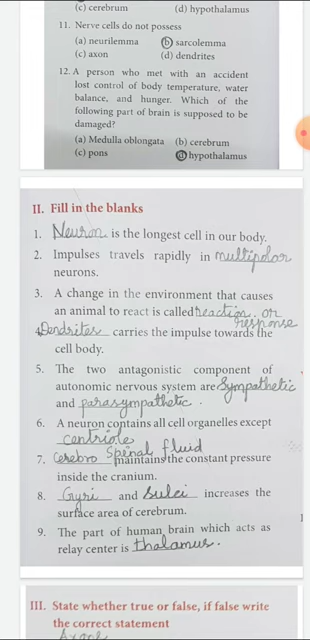 (c) cerebrum (d) hypothalamus
11. Nerve cells do not possess
(a) neurilemma (b) sarcolemma
(c) axon (d) dendrites
12. A person who met with an accident
lost control of body temperature, water
balance, and hunger. Which of the
following part of brain is supposed to be
damaged?
(a) Medulla oblongata (b) cerebrum
(c) pons (d) hypothalamus
II. Fill in the blanks
1. Neuron is the longest cell in our body.
2. Impulses travels rapidly in multipolar
neurons.
3. A change in the environment that causes
an animal to react is called reaction. or
response
4. Dendrites carries the impulse towards the
cell body.
5. The two antagonistic component of
autonomic nervous system are Sympathetic
and parasympathetic.
6. A neuron contains all cell organelles except
centriole
7. Cerebro Spinal fluid maintains the constant pressure
inside the cranium.
8. Gyri and Sulci increases the
surface area of cerebrum.
9. The part of human brain which acts as
relay center is thalamus.
III. State whether true or false, if false write
the correct statement